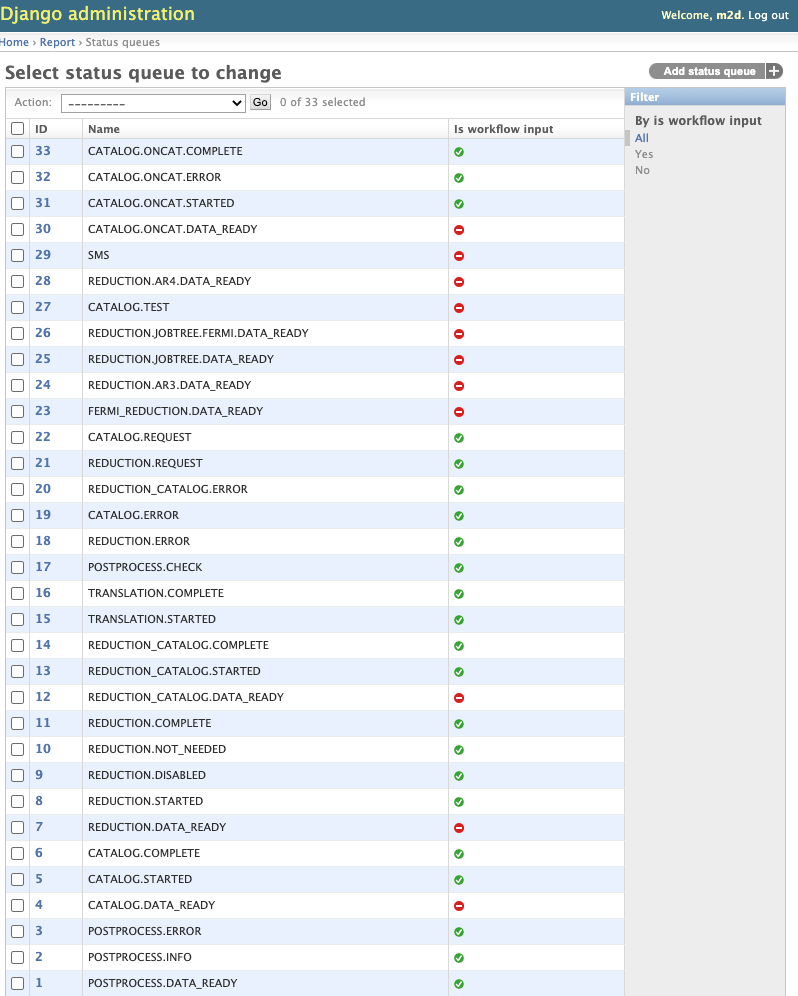 Django administration
Welcome, m2d. Log out
Home › Report › Status queues
Select status queue to change
Add status queue +
Action: --------- Go 0 of 33 selected
Filter
By is workflow input
All
Yes
No
ID Name Is workflow input
33 CATALOG.ONCAT.COMPLETE
32 CATALOG.ONCAT.ERROR
31 CATALOG.ONCAT.STARTED
30 CATALOG.ONCAT.DATA_READY
29 SMS
28 REDUCTION.AR4.DATA_READY
27 CATALOG.TEST
26 REDUCTION.JOBTREE.FERMI.DATA_READY
25 REDUCTION.JOBTREE.DATA_READY
24 REDUCTION.AR3.DATA_READY
23 FERMI_REDUCTION.DATA_READY
22 CATALOG.REQUEST
21 REDUCTION.REQUEST
20 REDUCTION_CATALOG.ERROR
19 CATALOG.ERROR
18 REDUCTION.ERROR
17 POSTPROCESS.CHECK
16 TRANSLATION.COMPLETE
15 TRANSLATION.STARTED
14 REDUCTION_CATALOG.COMPLETE
13 REDUCTION_CATALOG.STARTED
12 REDUCTION_CATALOG.DATA_READY
11 REDUCTION.COMPLETE
10 REDUCTION.NOT_NEEDED
9 REDUCTION.DISABLED
8 REDUCTION.STARTED
7 REDUCTION.DATA_READY
6 CATALOG.COMPLETE
5 CATALOG.STARTED
4 CATALOG.DATA_READY
3 POSTPROCESS.ERROR
2 POSTPROCESS.INFO
1 POSTPROCESS.DATA_READY